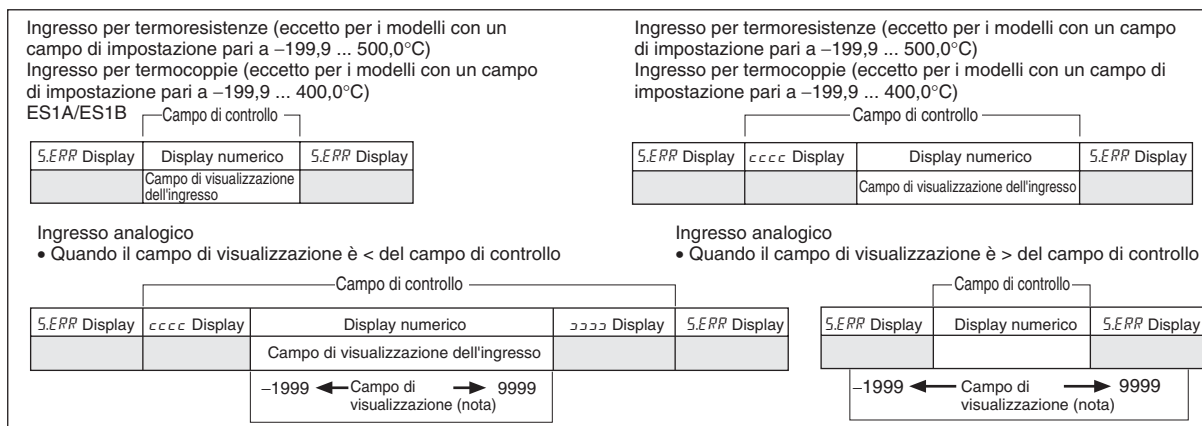 Ingresso per termoresistenze (eccetto per i modelli con un
campo di impostazione pari a −199,9 ... 500,0°C)
Ingresso per termocoppie (eccetto per i modelli con un campo
di impostazione pari a −199,9 ... 400,0°C)
ES1A/ES1B
Campo di controllo
S.ERR Display Display numerico S.ERR Display
Campo di visualizzazione
dell'ingresso
Ingresso per termoresistenze (eccetto per i modelli con un campo
di impostazione pari a −199,9 ... 500,0°C)
Ingresso per termocoppie (eccetto per i modelli con un campo di
impostazione pari a −199,9 ... 400,0°C)
Campo di controllo
S.ERR Display cccc Display Display numerico S.ERR Display
Campo di visualizzazione dell'ingresso
Ingresso analogico
• Quando il campo di visualizzazione è < del campo di controllo
Campo di controllo
S.ERR Display cccc Display Display numerico ɔɔɔɔ Display S.ERR Display
Campo di visualizzazione dell'ingresso
−1999 Campo di 9999
visualizzazione (nota)
Ingresso analogico
• Quando il campo di visualizzazione è > del campo di controllo
Campo di controllo
S.ERR Display Display numerico S.ERR Display
−1999 Campo di 9999
visualizzazione (nota)